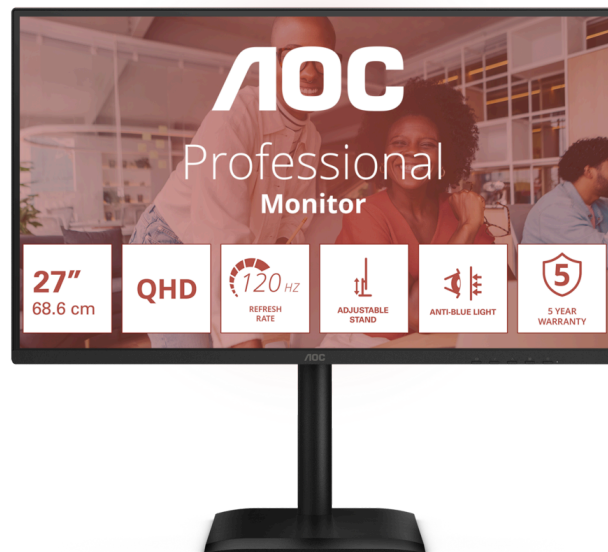 AOC
Professional
Monitor
27”
68.6 cm
QHD
120 HZ
REFRESH
RATE
ADJUSTABLE
STAND
ANTI-BLUE LIGHT
5
5 YEAR
WARRANTY
AOC